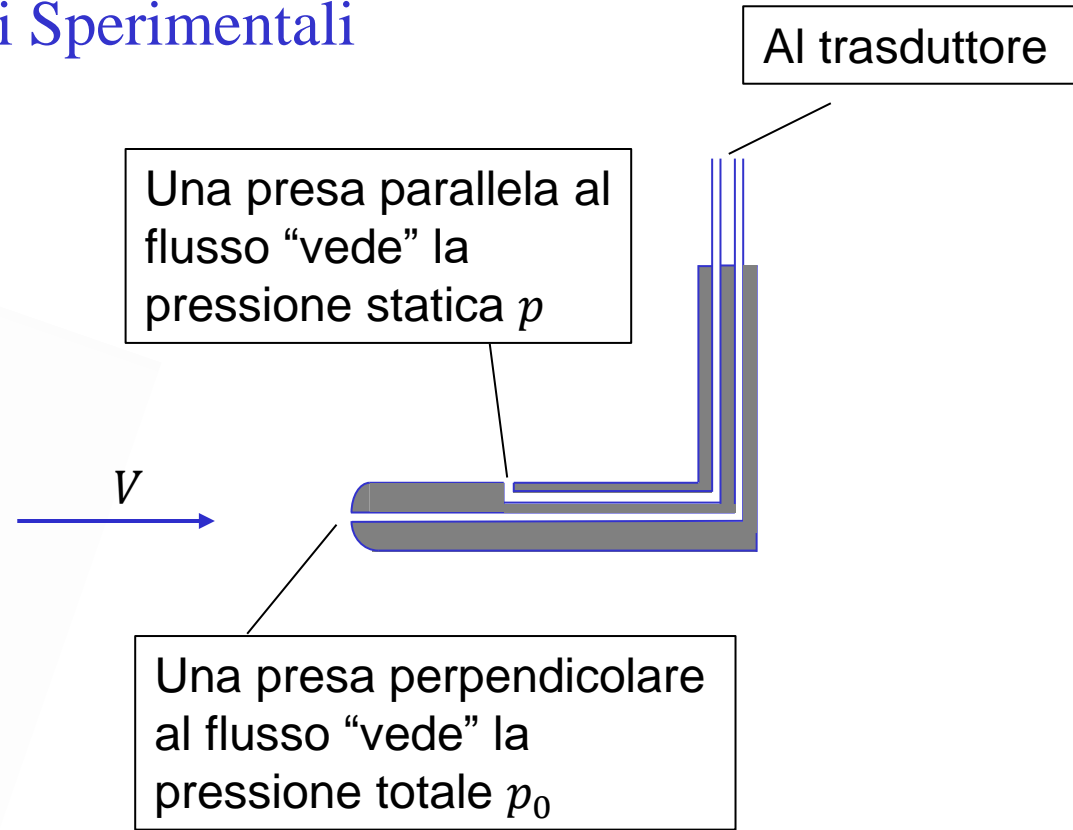 i Sperimentali
Al trasduttore
Una presa parallela al
flusso “vede” la
pressione statica p
V
Una presa perpendicolare
al flusso “vede” la
pressione totale p₀